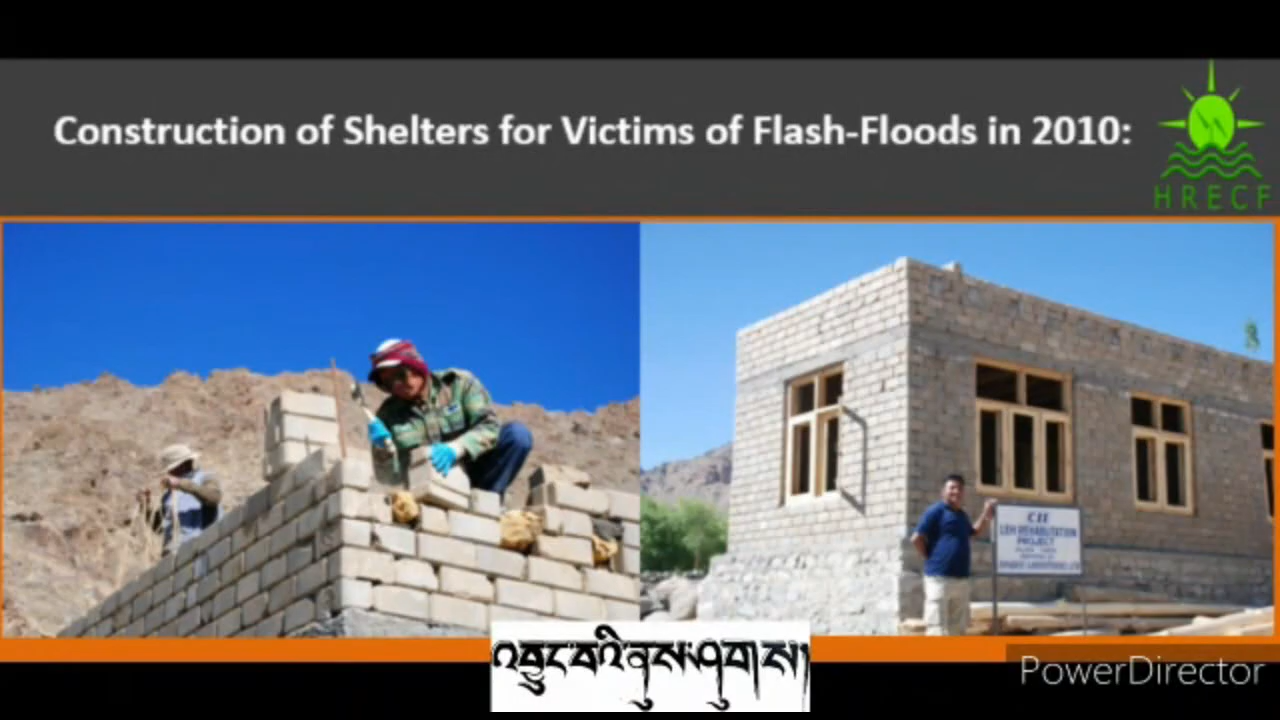 Construction of Shelters for Victims of Flash-Floods in 2010:
HRECF
CII
LEH REHABILITATION
PROJECT
འབྱུང་བའི་ནུས་ཤུགས།
PowerDirector